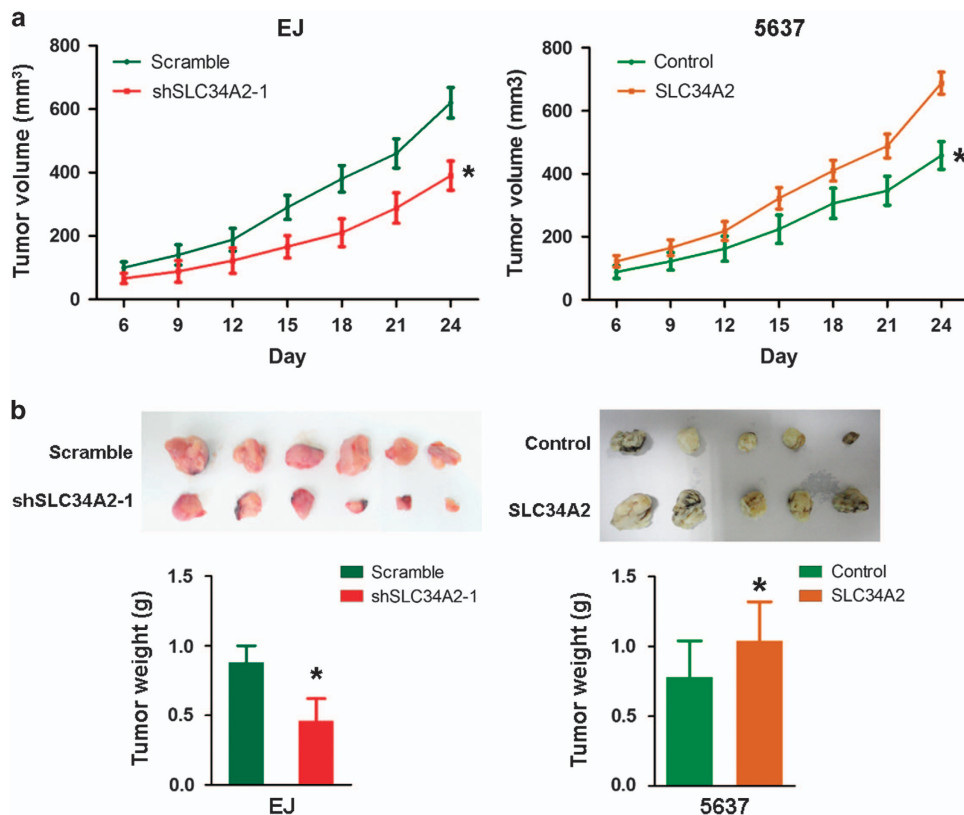 a
EJ
Tumor volume (mm³)
800
600
400
200
0
Scramble
shSLC34A2-1
*
6 9 12 15 18 21 24
Day
5637
Tumor volume (mm3)
800
600
400
200
0
Control
SLC34A2
*
6 9 12 15 18 21 24
Day
b
Scramble
shSLC34A2-1
Control
SLC34A2
Tumor weight (g)
1.5
1.0
0.5
0.0
Scramble
shSLC34A2-1
*
EJ
Tumor weight (g)
1.5
1.0
0.5
0.0
Control
SLC34A2
*
5637